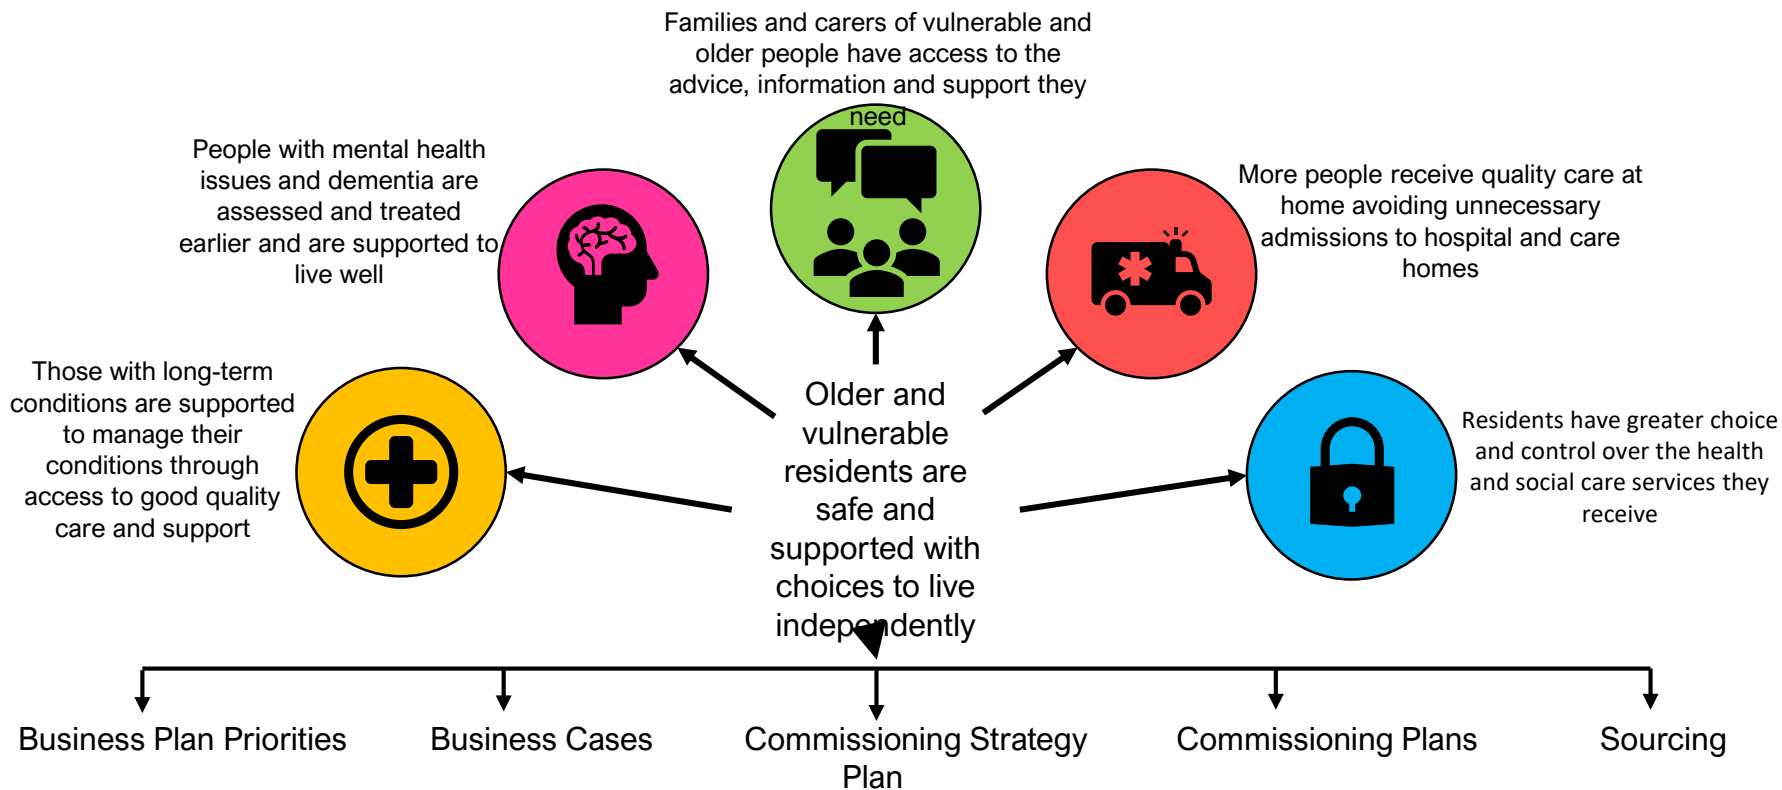 Families and carers of vulnerable and
older people have access to the
advice, information and support they
need
People with mental health
issues and dementia are
assessed and treated
earlier and are supported to
live well
More people receive quality care at
home avoiding unnecessary
admissions to hospital and care
homes
Those with long-term
conditions are supported
to manage their
conditions through
access to good quality
care and support
Older and
vulnerable
residents are
safe and
supported with
choices to live
independently
Residents have greater choice
and control over the health
and social care services they
receive
Business Plan Priorities
Business Cases
Commissioning Strategy
Plan
Commissioning Plans
Sourcing